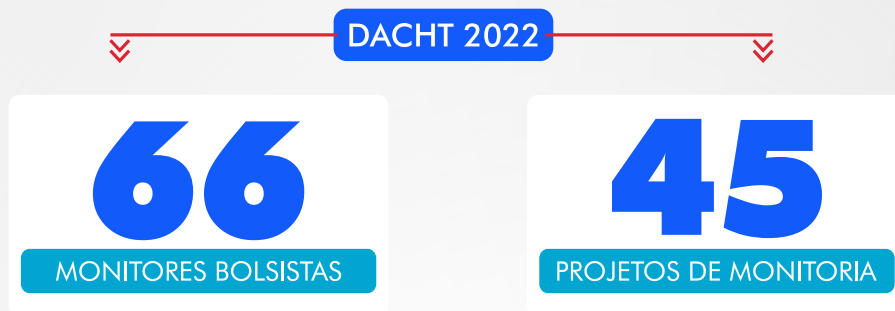 DACHT 2022
66
MONITORES BOLSISTAS
45
PROJETOS DE MONITORIA